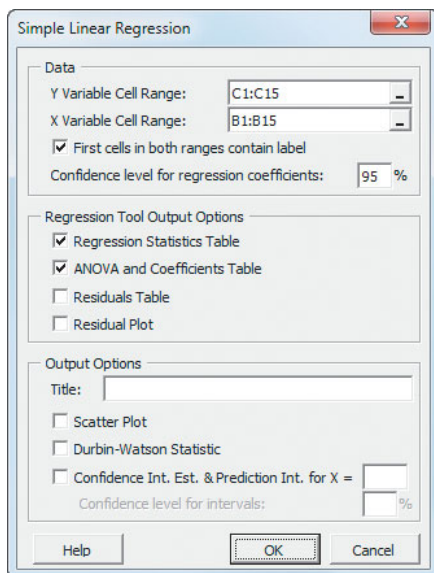 Simple Linear Regression
Data
Y Variable Cell Range: C1:C15
X Variable Cell Range: B1:B15
First cells in both ranges contain label
Confidence level for regression coefficients: 95 %
Regression Tool Output Options
Regression Statistics Table
ANOVA and Coefficients Table
Residuals Table
Residual Plot
Output Options
Title:
Scatter Plot
Durbin-Watson Statistic
Confidence Int. Est. & Prediction Int. for X =
Confidence level for intervals: %
Help OK Cancel